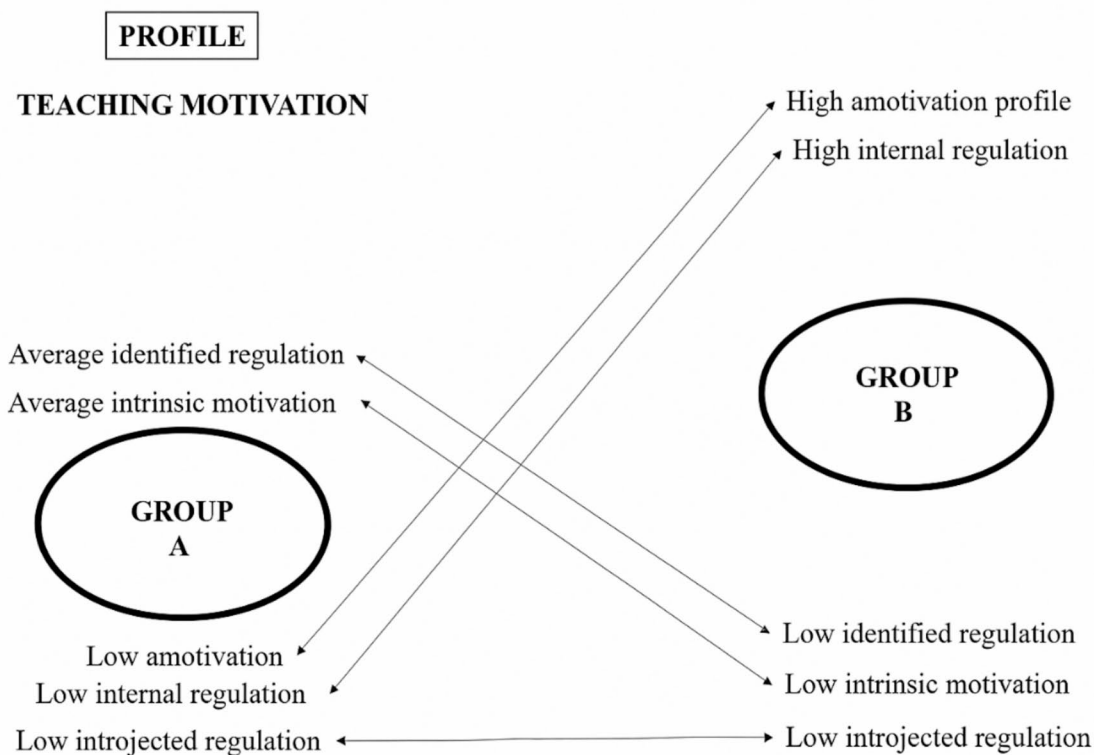 PROFILE
TEACHING MOTIVATION
High amotivation profile
High internal regulation
Average identified regulation
Average intrinsic motivation
GROUP
A
GROUP
B
Low amotivation
Low internal regulation
Low introjected regulation
Low identified regulation
Low intrinsic motivation
Low introjected regulation